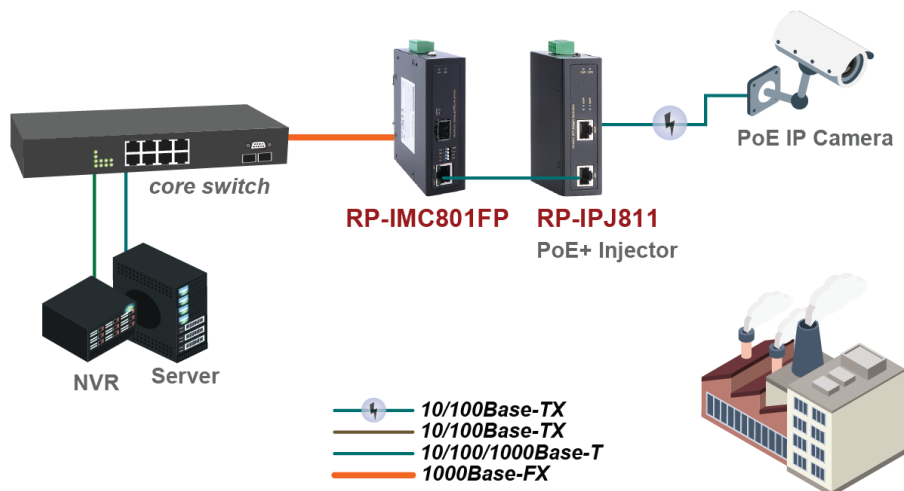 PoE IP Camera
core switch
RP-IMC801FP
RP-IPJ811
PoE+ Injector
NVR
Server
10/100Base-TX
10/100Base-TX
10/100/1000Base-T
1000Base-FX